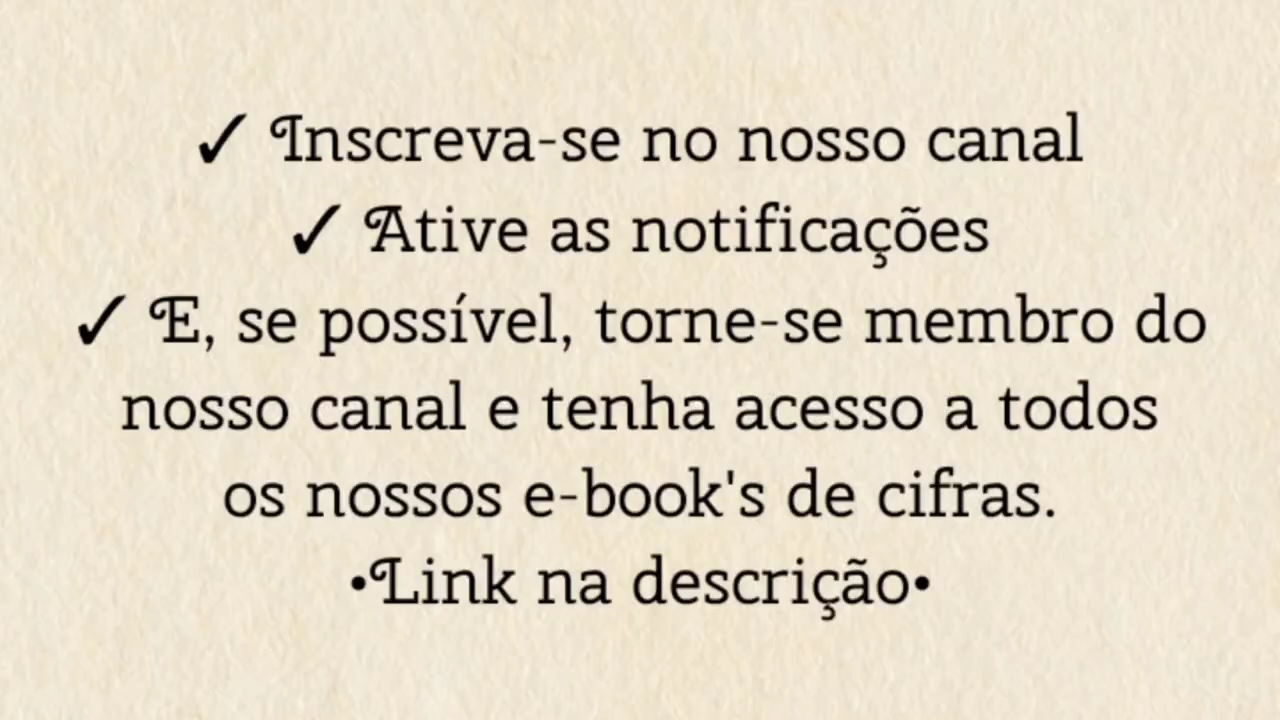 ✓ Inscreva-se no nosso canal
✓ Ative as notificações
✓ E, se possível, torne-se membro do
nosso canal e tenha acesso a todos
os nossos e-book's de cifras.
•Link na descrição•